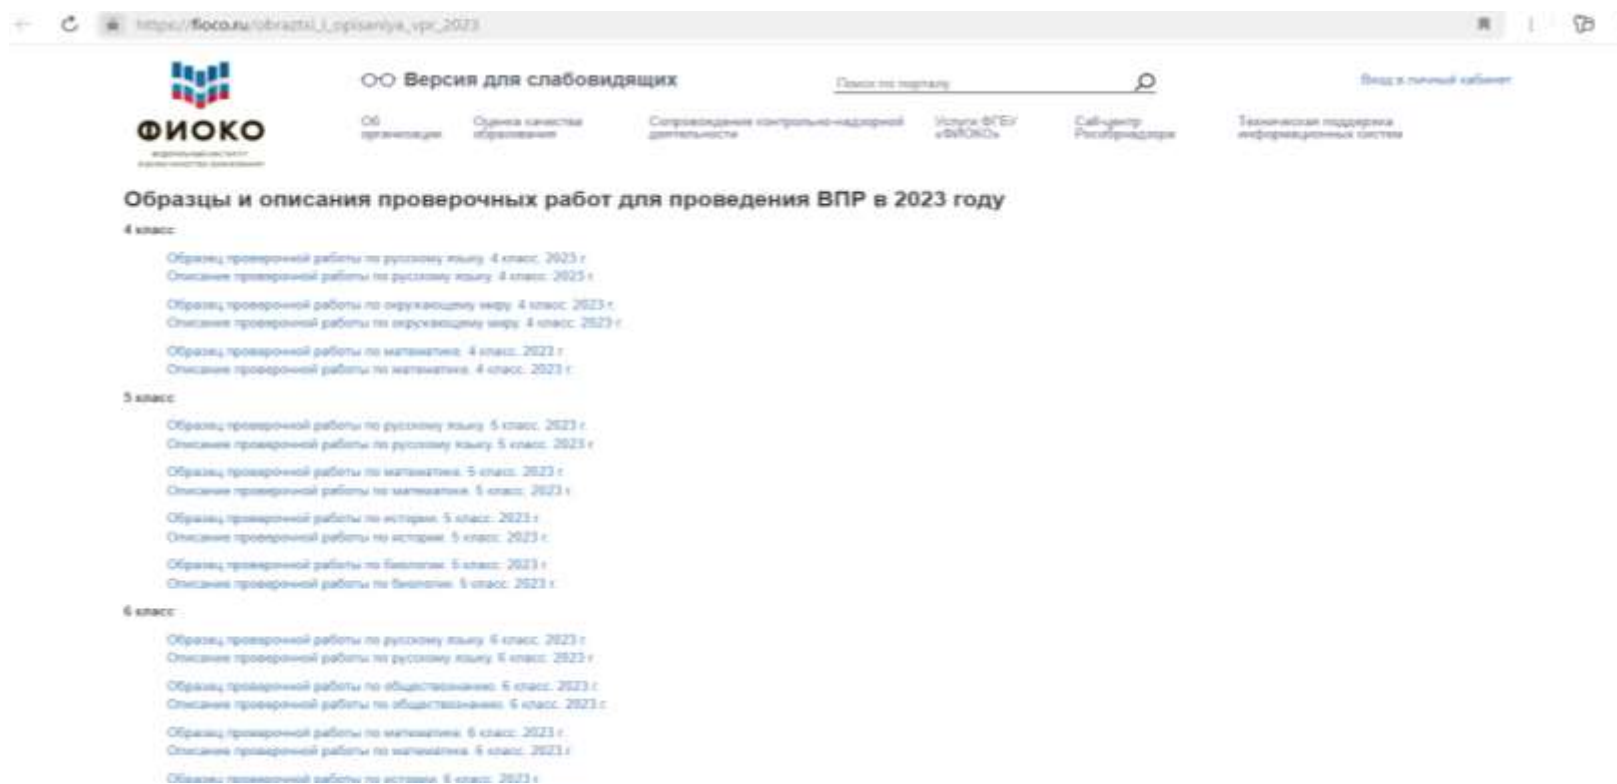 https://fioco.ru/obraztsi_i_opisaniya_vpr_2023
ФИОКО
Версия для слабовидящих
Поиск по порталу
Вход в личный кабинет
Об организации
Оценка качества образования
Сопровождение контрольно-надзорной деятельности
Услуги ФГБУ «ФИОКО»
Call-центр Рособрнадзора
Техническая поддержка информационных систем
Образцы и описания проверочных работ для проведения ВПР в 2023 году
4 класс
Образец проверочной работы по русскому языку. 4 класс. 2023 г.
Описание проверочной работы по русскому языку. 4 класс. 2023 г.
Образец проверочной работы по окружающему миру. 4 класс. 2023 г.
Описание проверочной работы по окружающему миру. 4 класс. 2023 г.
Образец проверочной работы по математике. 4 класс. 2023 г.
Описание проверочной работы по математике. 4 класс. 2023 г.
5 класс
Образец проверочной работы по русскому языку. 5 класс. 2023 г.
Описание проверочной работы по русскому языку. 5 класс. 2023 г.
Образец проверочной работы по математике. 5 класс. 2023 г.
Описание проверочной работы по математике. 5 класс. 2023 г.
Образец проверочной работы по истории. 5 класс. 2023 г.
Описание проверочной работы по истории. 5 класс. 2023 г.
Образец проверочной работы по биологии. 5 класс. 2023 г.
Описание проверочной работы по биологии. 5 класс. 2023 г.
6 класс
Образец проверочной работы по русскому языку. 6 класс. 2023 г.
Описание проверочной работы по русскому языку. 6 класс. 2023 г.
Образец проверочной работы по обществознанию. 6 класс. 2023 г.
Описание проверочной работы по обществознанию. 6 класс. 2023 г.
Образец проверочной работы по математике. 6 класс. 2023 г.
Описание проверочной работы по математике. 6 класс. 2023 г.
Образец проверочной работы по истории. 6 класс. 2023 г.